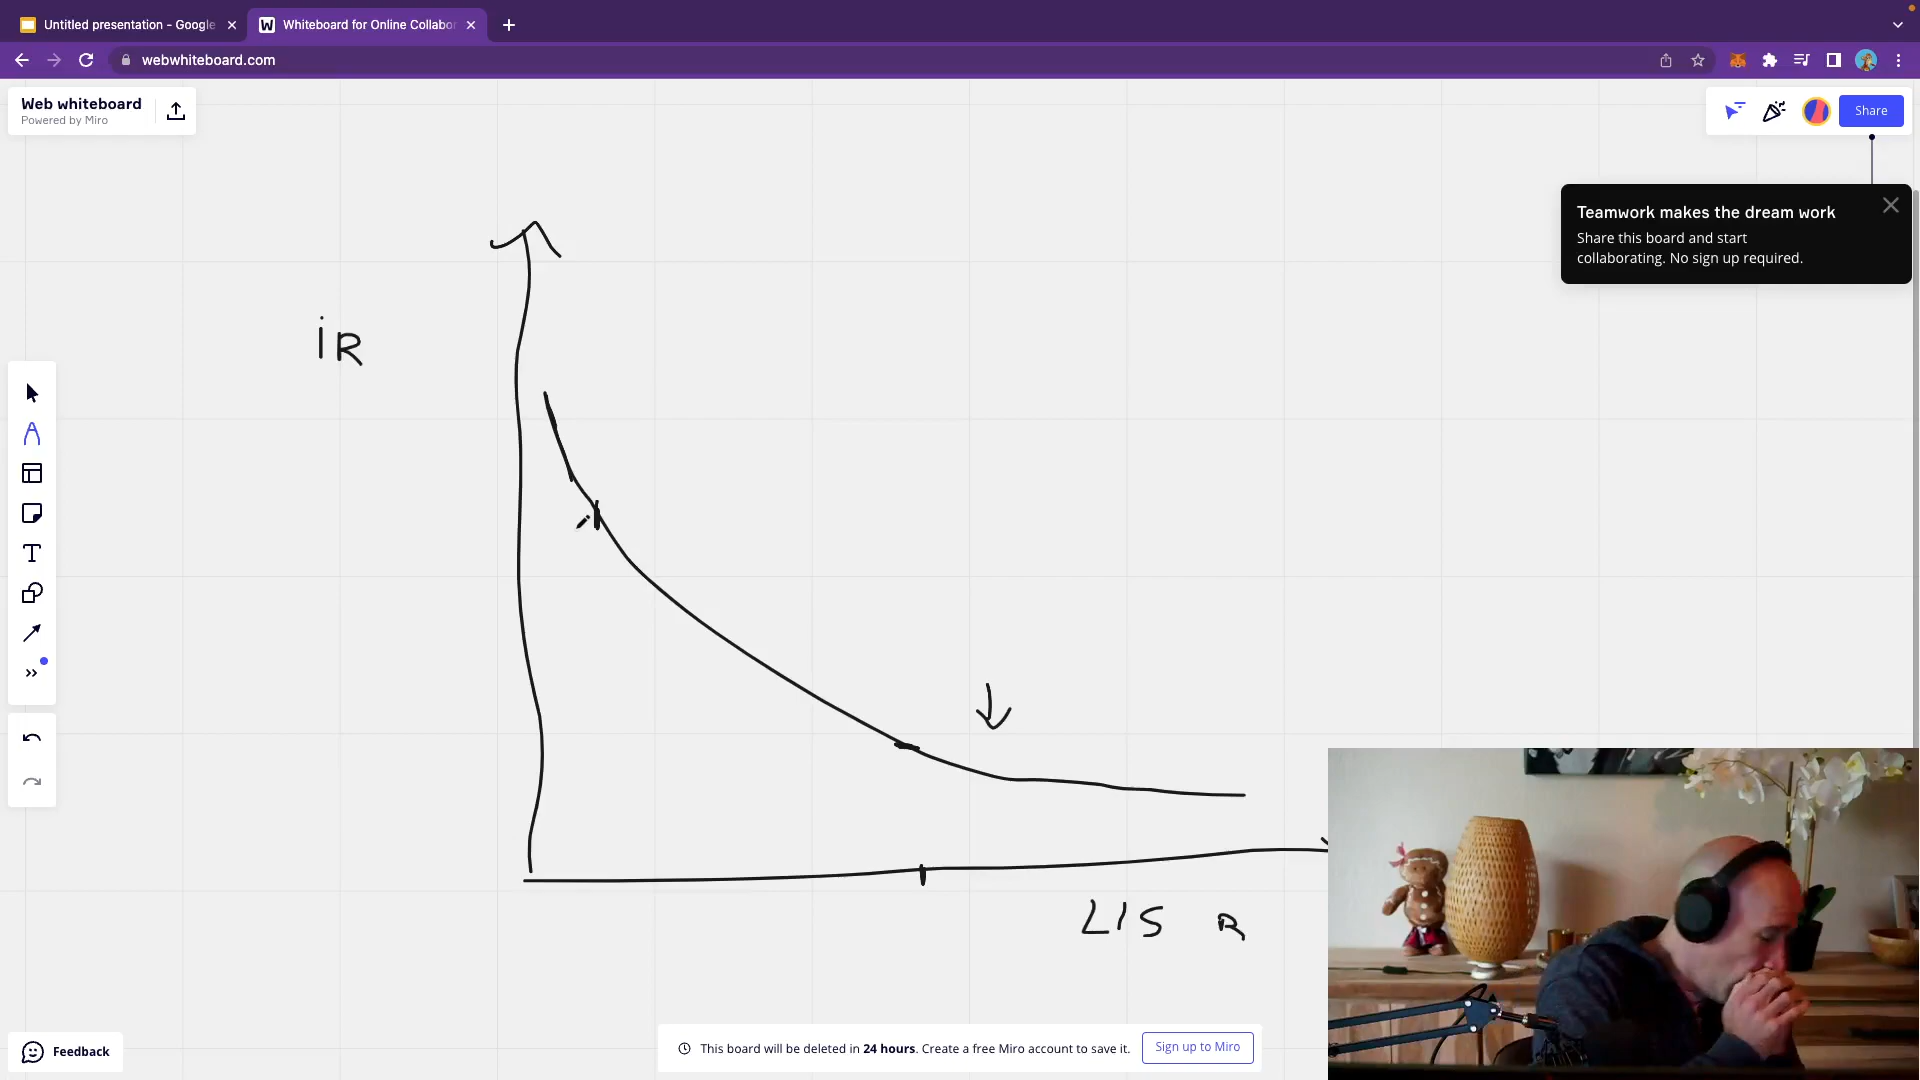 Untitled presentation - Google
Whiteboard for Online Collabor
webwhiteboard.com
Web whiteboard
Powered by Miro
Share
Teamwork makes the dream work
Share this board and start
collaborating. No sign up required.
iR
LIS R
Feedback
This board will be deleted in 24 hours. Create a free Miro account to save it.
Sign up to Miro